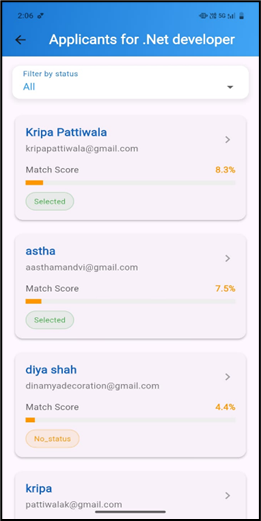 2:06
Applicants for .Net developer
Filter by status
All
Kripa Pattiwala
kripapattiwala@gmail.com
Match Score 8.3%
Selected
astha
aasthamandvi@gmail.com
Match Score 7.5%
Selected
diya shah
dinamyadecoration@gmail.com
Match Score 4.4%
No_status
kripa
pattiwalak@gmail.com